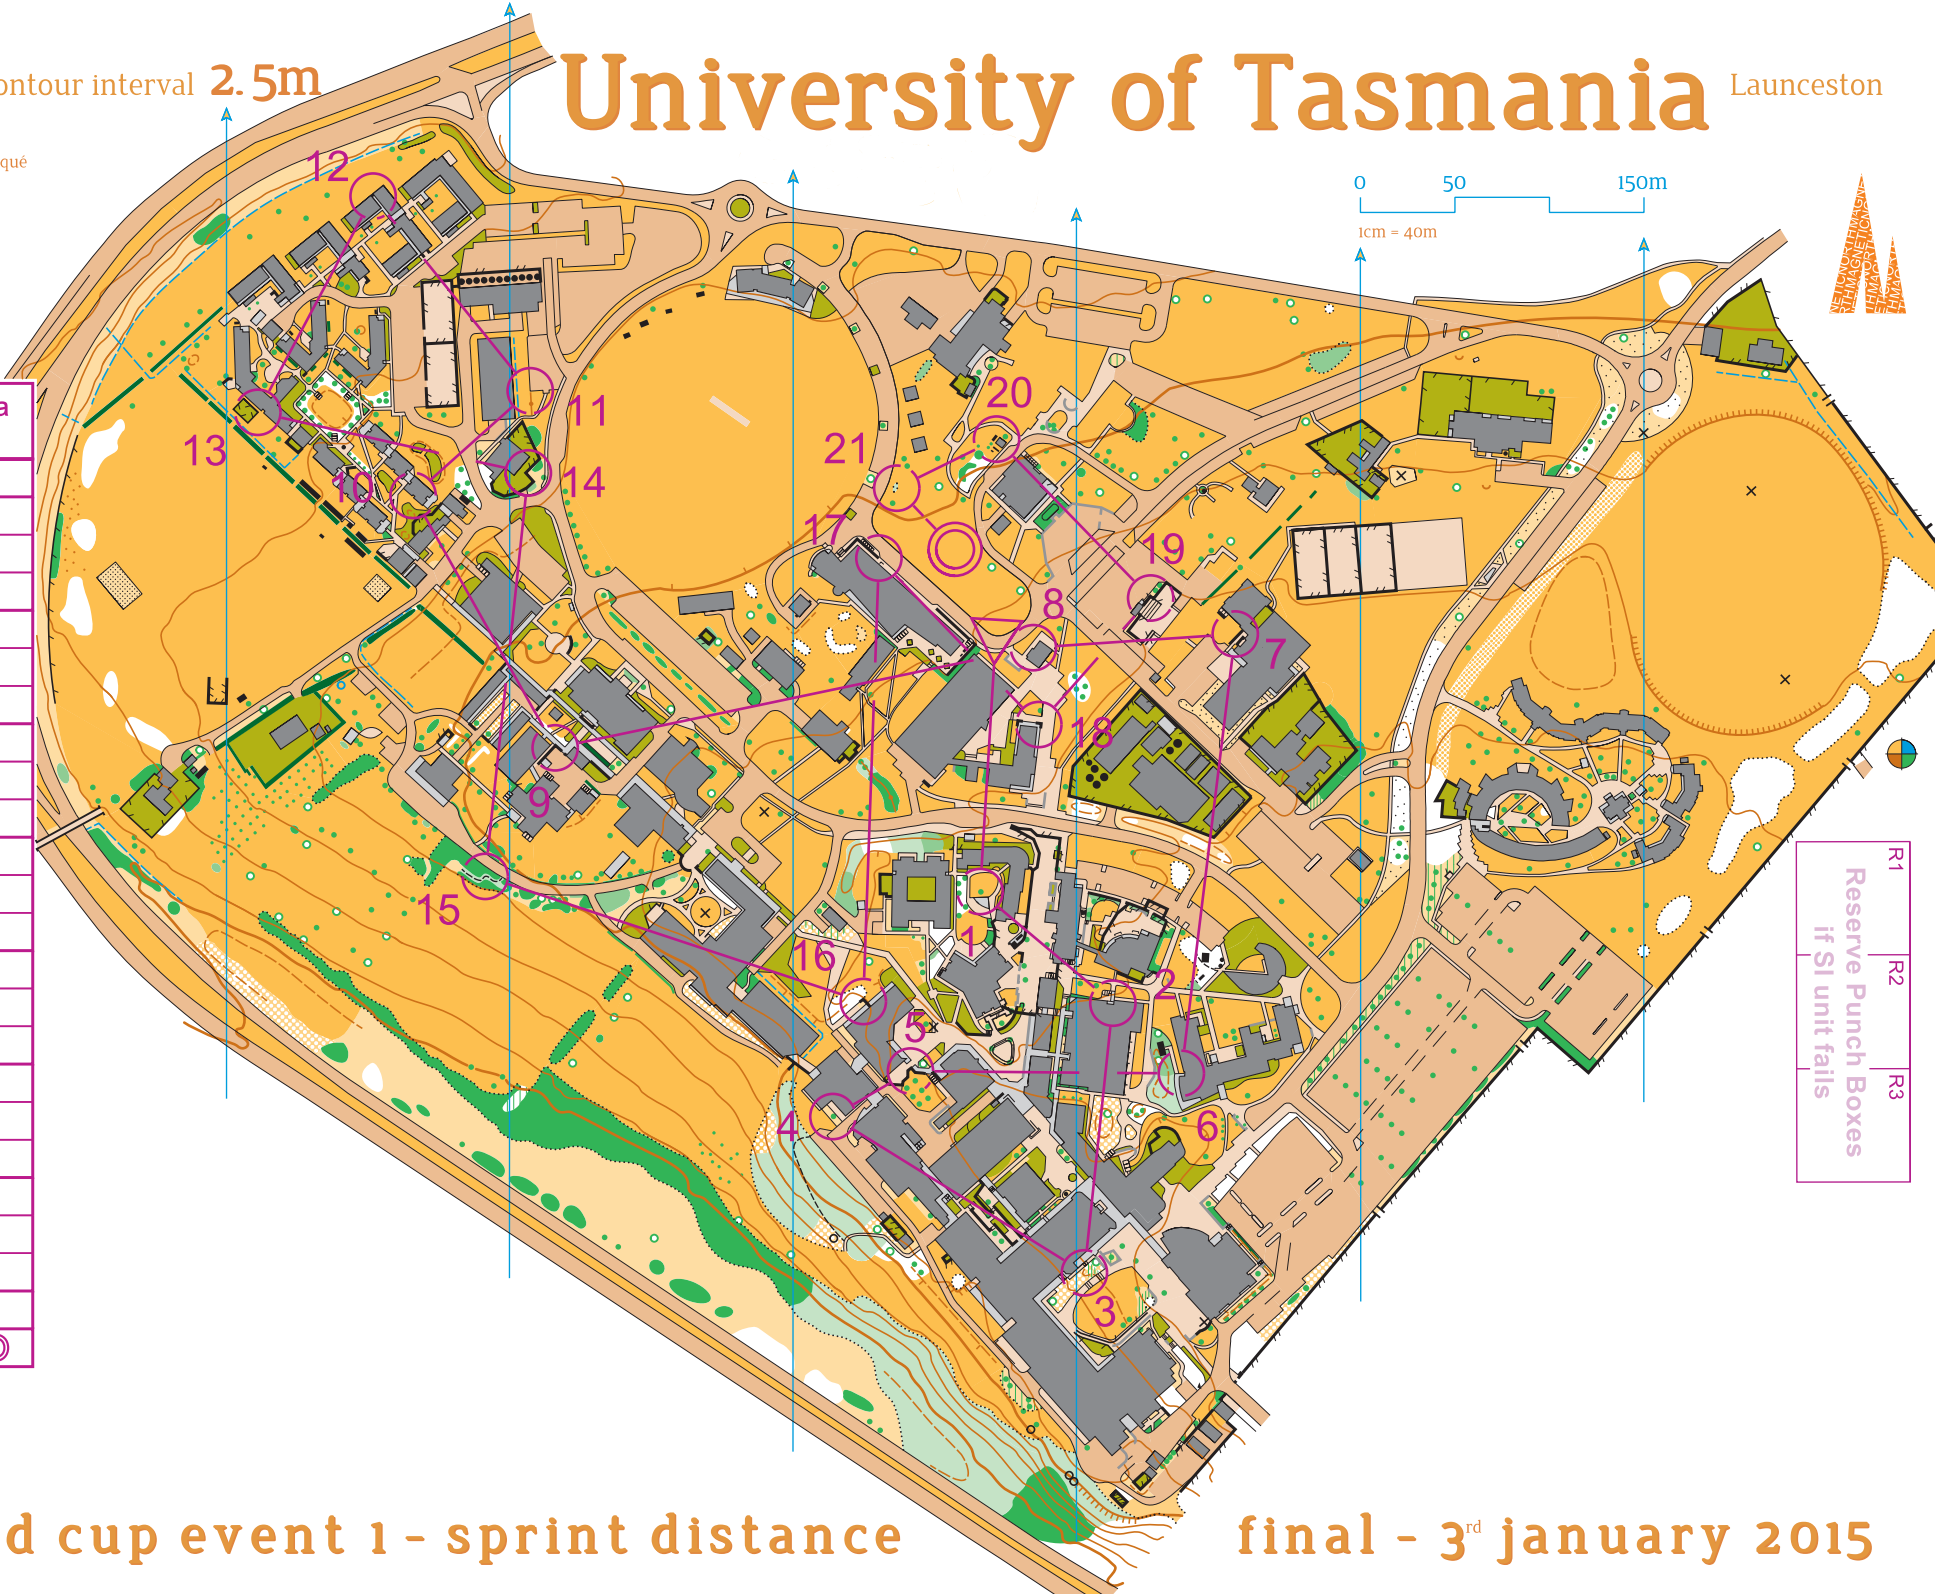 ontour interval 2.5m
University of Tasmania
Launceston
qué
0 50 150m
1cm = 40m
12
20
11
13
21
10
14
17
19
8
7
18
9
15
16
1
2
5
4
6
3
a
R1
R2
R3
Reserve Punch Boxes
if SI unit fails
d cup event 1 - sprint distance
final - 3rd january 2015